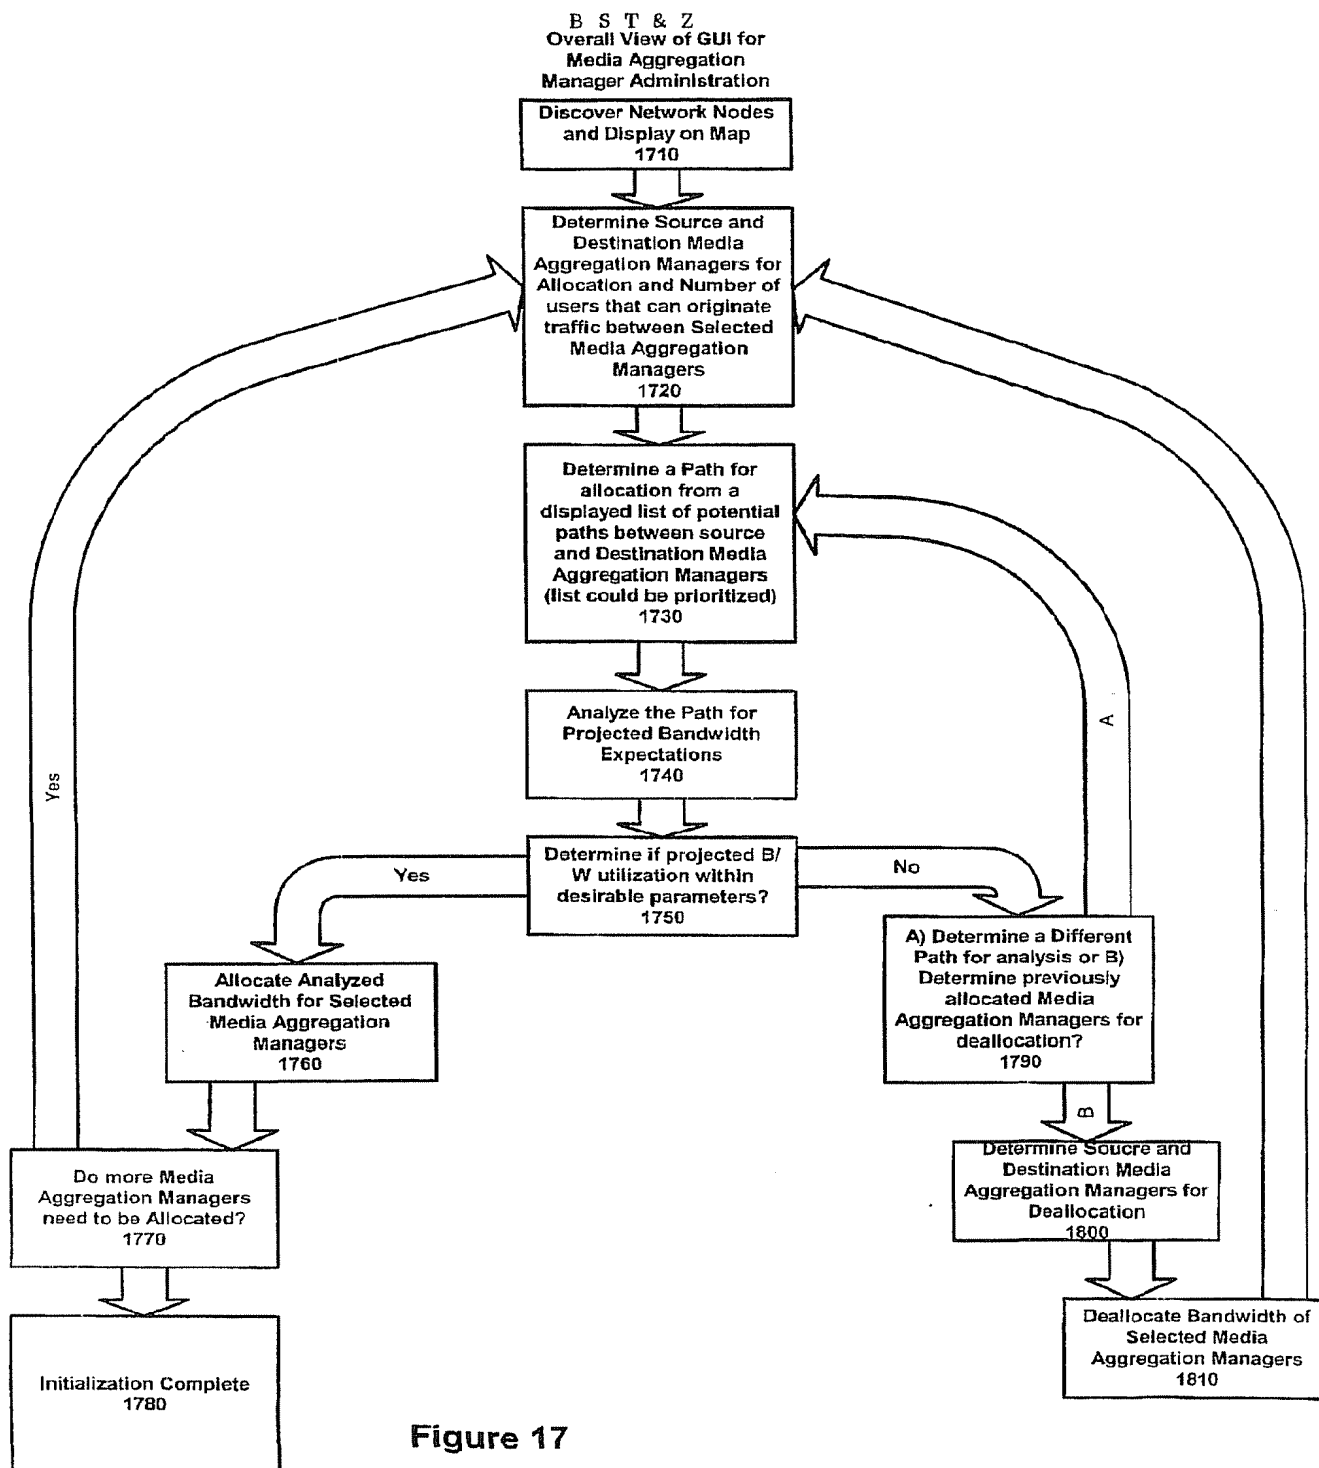 B S T & Z
Overall View of GUI for
Media Aggregation
Manager Administration
Discover Network Nodes
and Display on Map
1710
Determine Source and
Destination Media
Aggregation Managers for
Allocation and Number of
users that can originate
traffic between Selected
Media Aggregation
Managers
1720
Determine a Path for
allocation from a
displayed list of potential
paths between source
and Destination Media
Aggregation Managers
(list could be prioritized)
1730
Analyze the Path for
Projected Bandwidth
Expectations
1740
A
Yes
Determine if projected B/
W utilization within
desirable parameters?
1750
Yes
No
Allocate Analyzed
Bandwidth for Selected
Media Aggregation
Managers
1760
A) Determine a Different
Path for analysis or B)
Determine previously
allocated Media
Aggregation Managers for
deallocation?
1790
B
Do more Media
Aggregation Managers
need to be Allocated?
1770
Determine Soucre and
Destination Media
Aggregation Managers for
Deallocation
1800
Initialization Complete
1780
Deallocate Bandwidth of
Selected Media
Aggregation Managers
1810
Figure 17